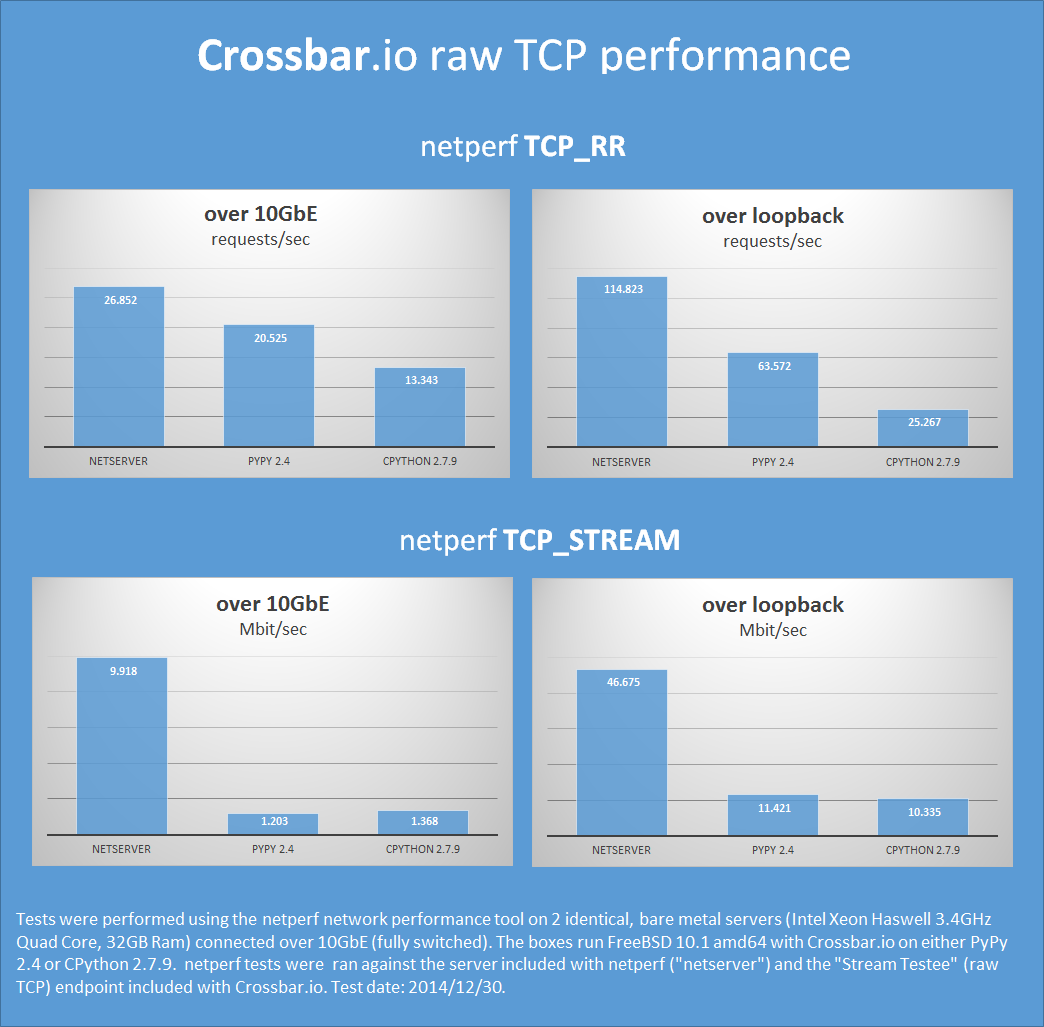 Crossbar.io raw TCP performance
netperf TCP_RR
over 10GbE
requests/sec
26.852
20.525
13.343
NETSERVER
PYPY 2.4
CPYTHON 2.7.9
over loopback
requests/sec
114.823
63.572
25.267
NETSERVER
PYPY 2.4
CPYTHON 2.7.9
netperf TCP_STREAM
over 10GbE
Mbit/sec
9.918
1.203
1.368
NETSERVER
PYPY 2.4
CPYTHON 2.7.9
over loopback
Mbit/sec
46.675
11.421
10.335
NETSERVER
PYPY 2.4
CPYTHON 2.7.9
Tests were performed using the netperf network performance tool on 2 identical, bare metal servers (Intel Xeon Haswell 3.4GHz
Quad Core, 32GB Ram) connected over 10GbE (fully switched). The boxes run FreeBSD 10.1 amd64 with Crossbar.io on either PyPy
2.4 or CPython 2.7.9.  netperf tests were  ran against the server included with netperf ("netserver") and the "Stream Testee" (raw
TCP) endpoint included with Crossbar.io. Test date: 2014/12/30.